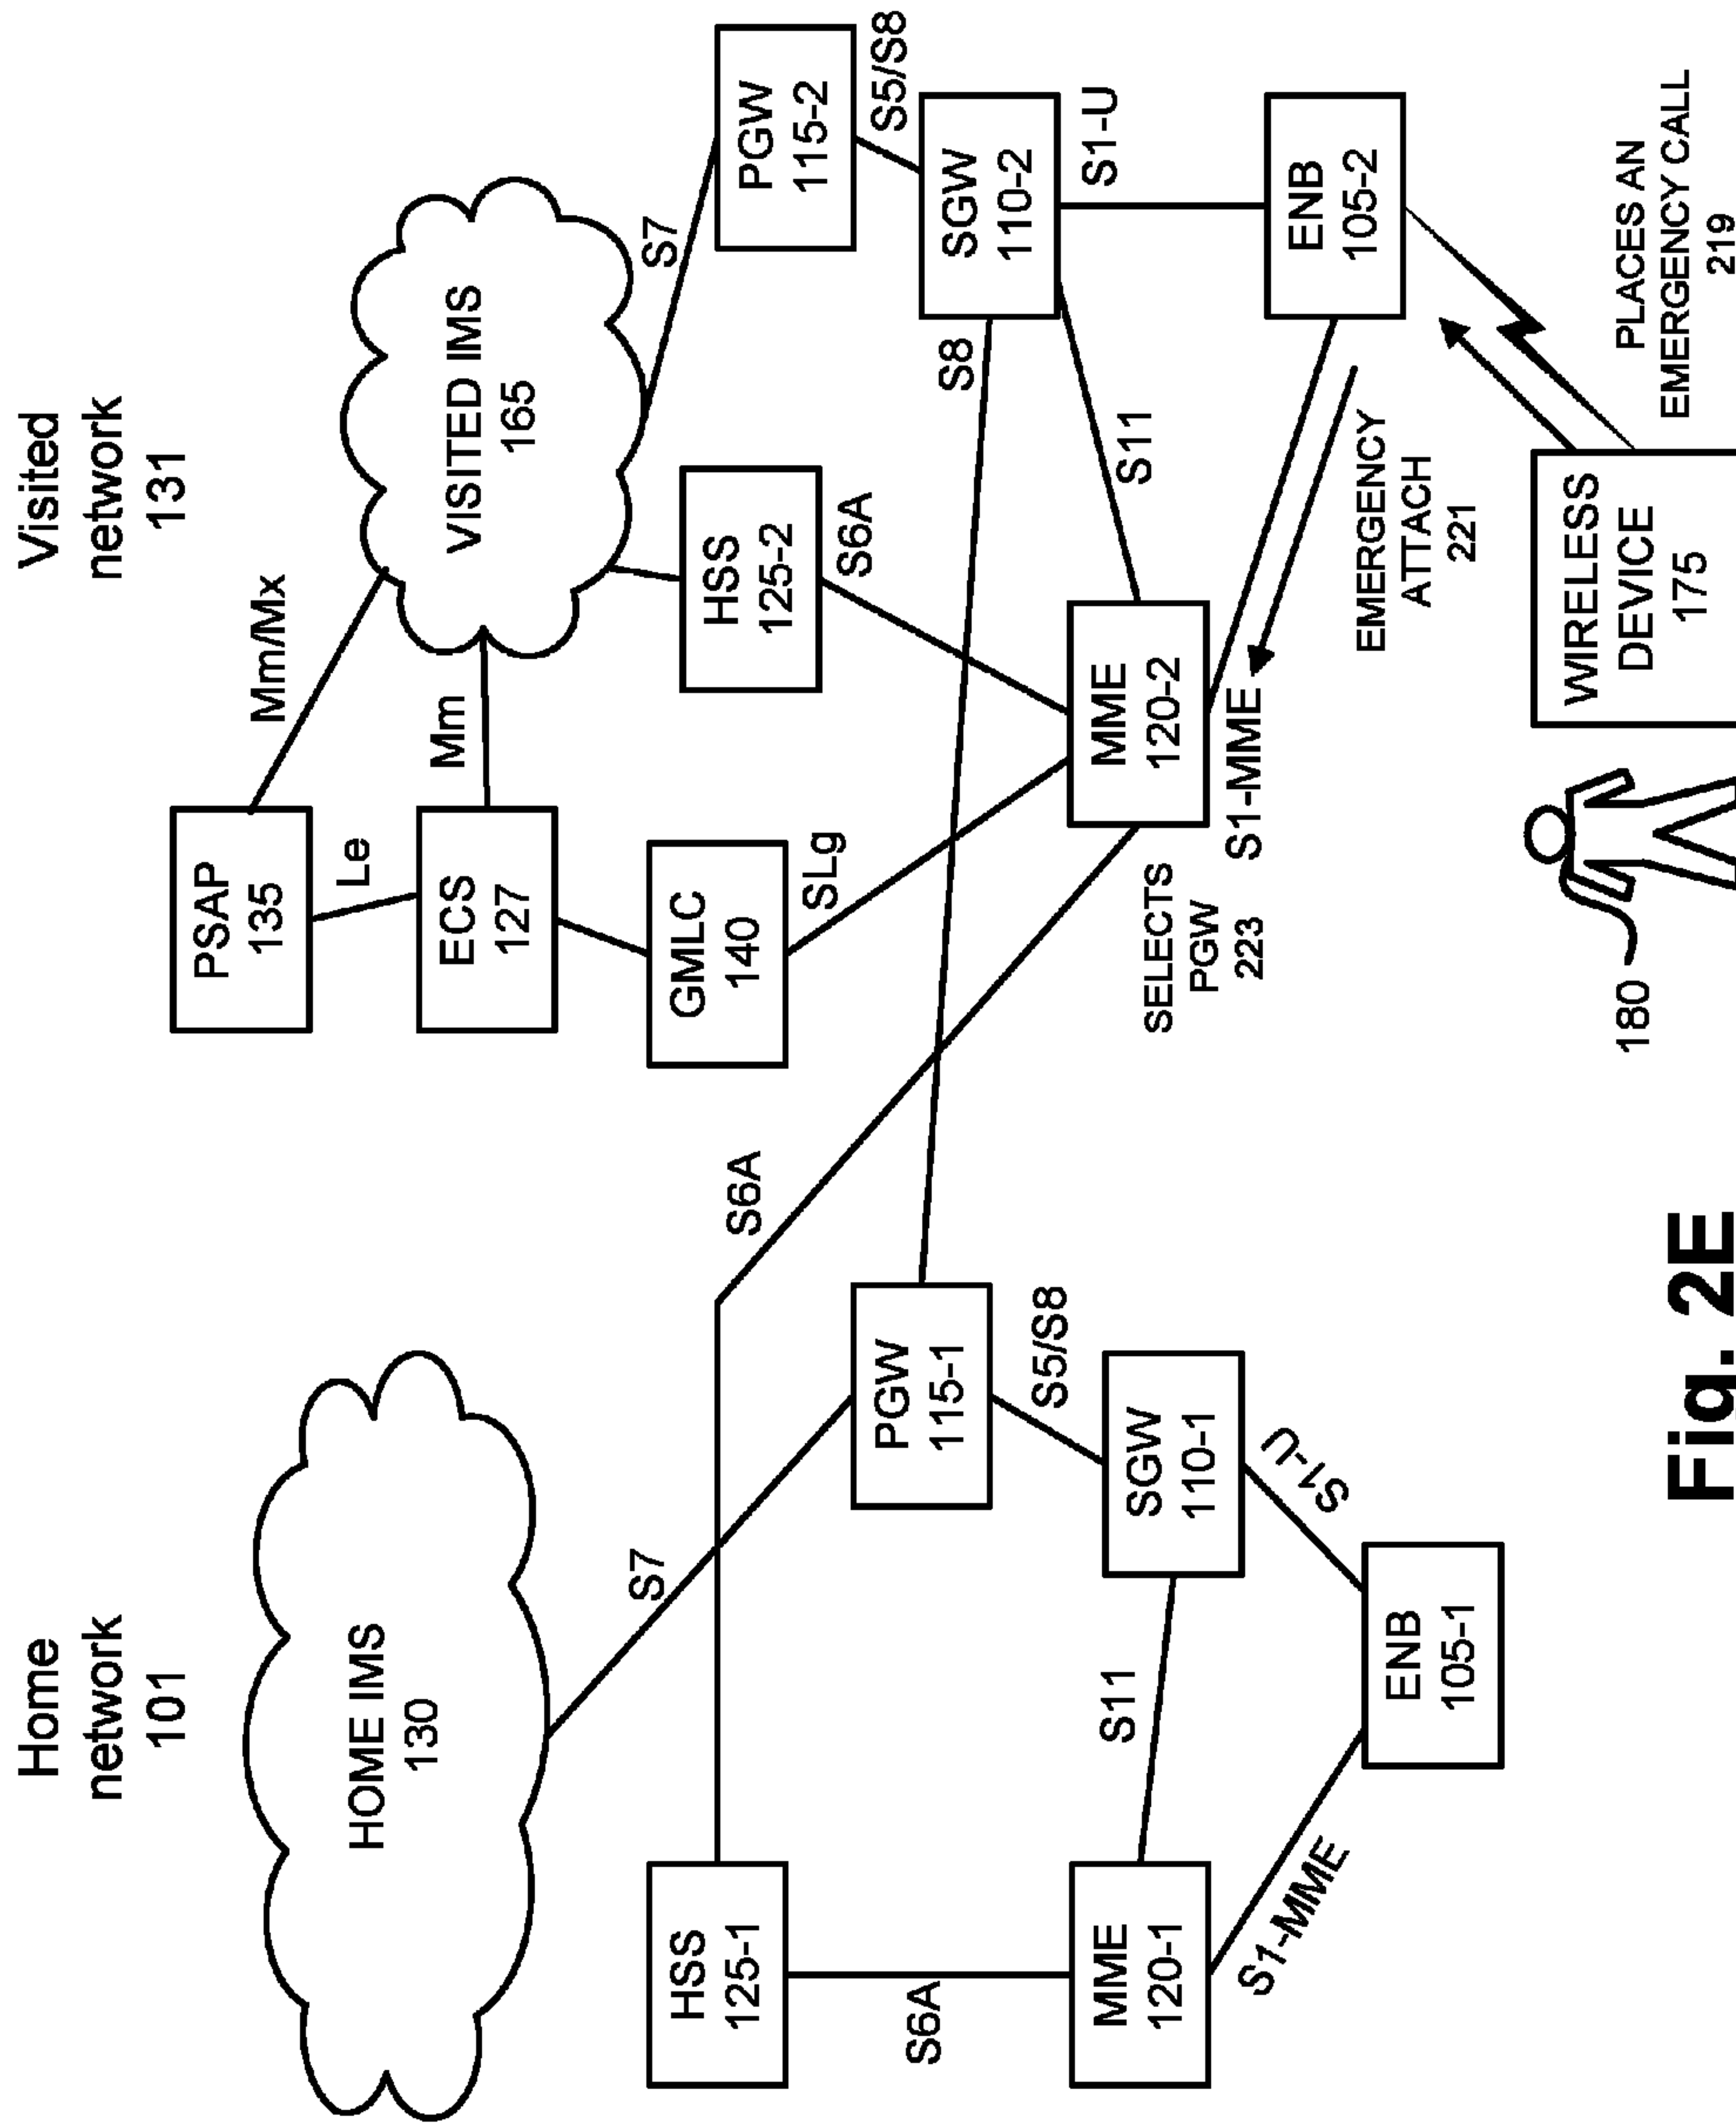 Home
network
101
Visited
network
131
HOME IMS
130
VISITED IMS
165
PSAP
135
Mm/Mx
Le
Mm
ECS
127
GMLC
140
SLg
HSS
125-2
S6A
S7
PGW
115-2
S5/S8
SGW
110-2
S8
S11
S1-U
ENB
105-2
MME
120-2
S1-MME
SELECTS
PGW
223
EMERGENCY
ATTACH
221
PLACES AN
EMERGENCY CALL
219
WIRELESS
DEVICE
175
180
HSS
125-1
S6A
S6A
S7
PGW
115-1
S5/S8
SGW
110-1
S11
S1-U
MME
120-1
S1-MME
ENB
105-1
Fig. 2E